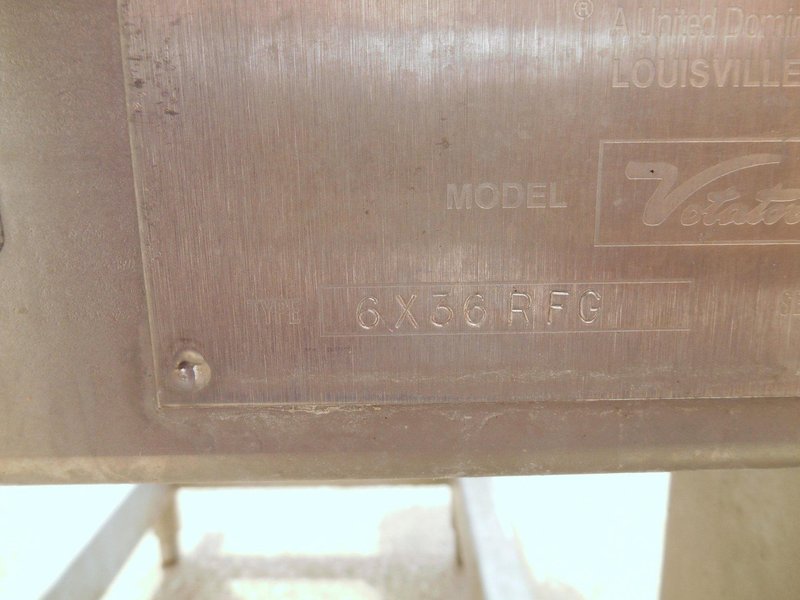 ® A United Domin
LOUISVILLE
MODEL Votator
TYPE 6X36RFG